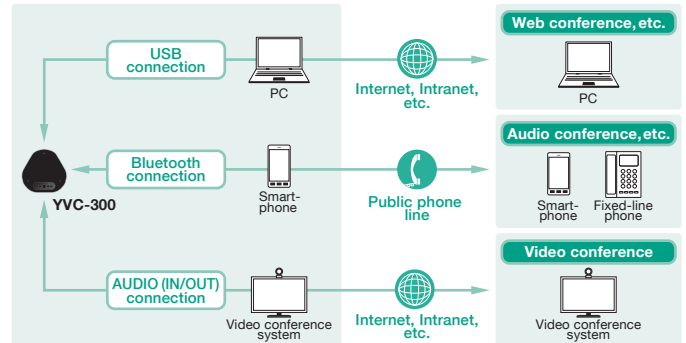 Web conference, etc.
USB
connection
PC
Internet, Intranet,
etc.
PC
Audio conference, etc.
Bluetooth
connection
YVC-300
Smart-
phone
Public phone
line
Smart-
phone
Fixed-line
phone
Video conference
AUDIO (IN/OUT)
connection
Video conference
system
Internet, Intranet,
etc.
Video conference
system